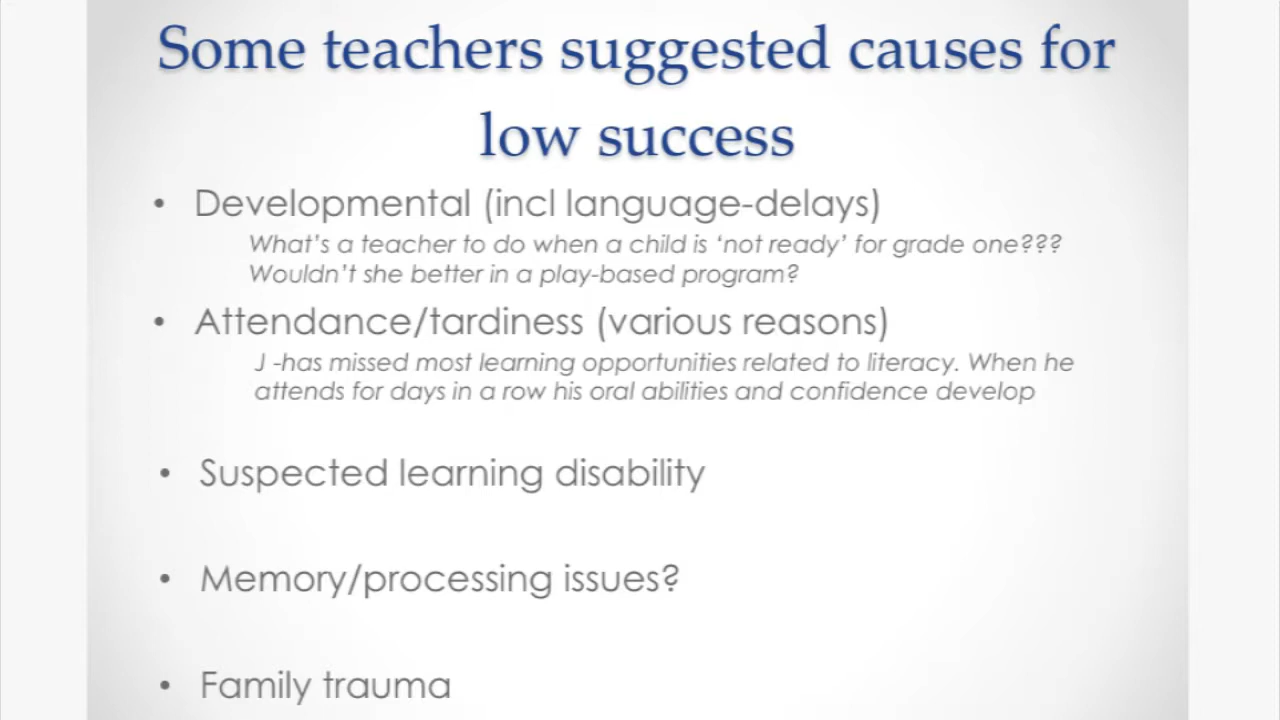 Some teachers suggested causes for
low success
• Developmental (incl language-delays)
What's a teacher to do when a child is ‘not ready’ for grade one???
Wouldn't she better in a play-based program?
• Attendance/tardiness (various reasons)
J -has missed most learning opportunities related to literacy. When he
attends for days in a row his oral abilities and confidence develop
• Suspected learning disability
• Memory/processing issues?
• Family trauma